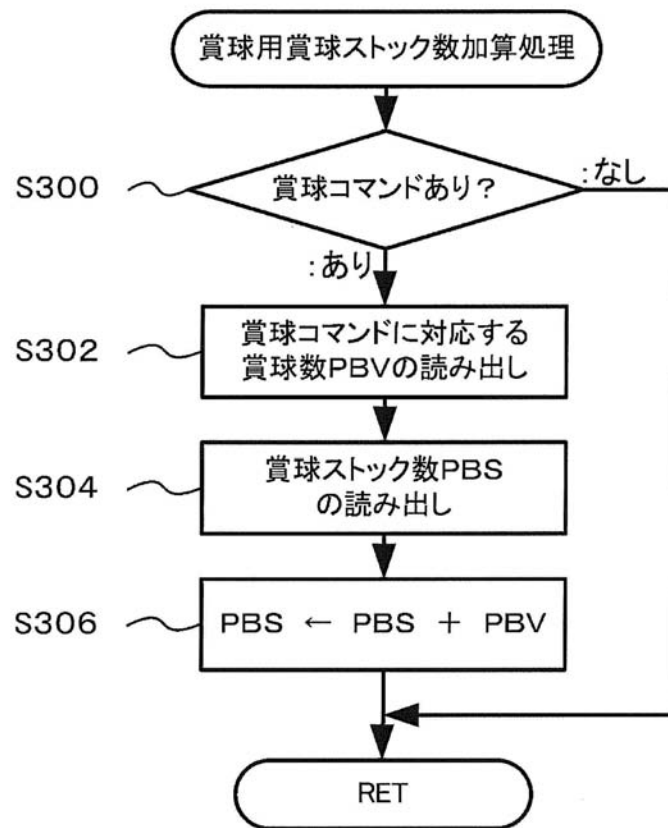 賞球用賞球ストック数加算処理
S300
賞球コマンドあり？
:なし
:あり
S302
賞球コマンドに対応する
賞球数PBVの読み出し
S304
賞球ストック数PBS
の読み出し
S306
PBS ← PBS ＋ PBV
RET